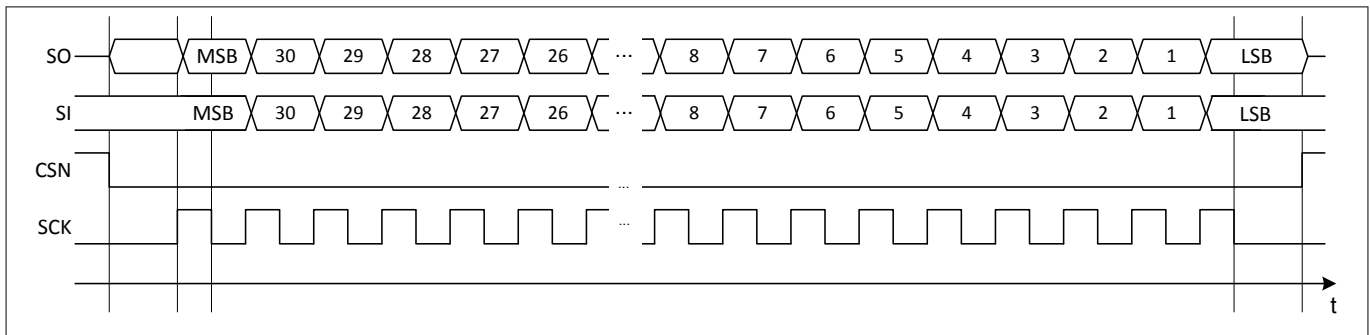 SO MSB 30 29 28 27 26 ... 8 7 6 5 4 3 2 1 LSB
SI MSB 30 29 28 27 26 ... 8 7 6 5 4 3 2 1 LSB
CSN ...
SCK ...
t